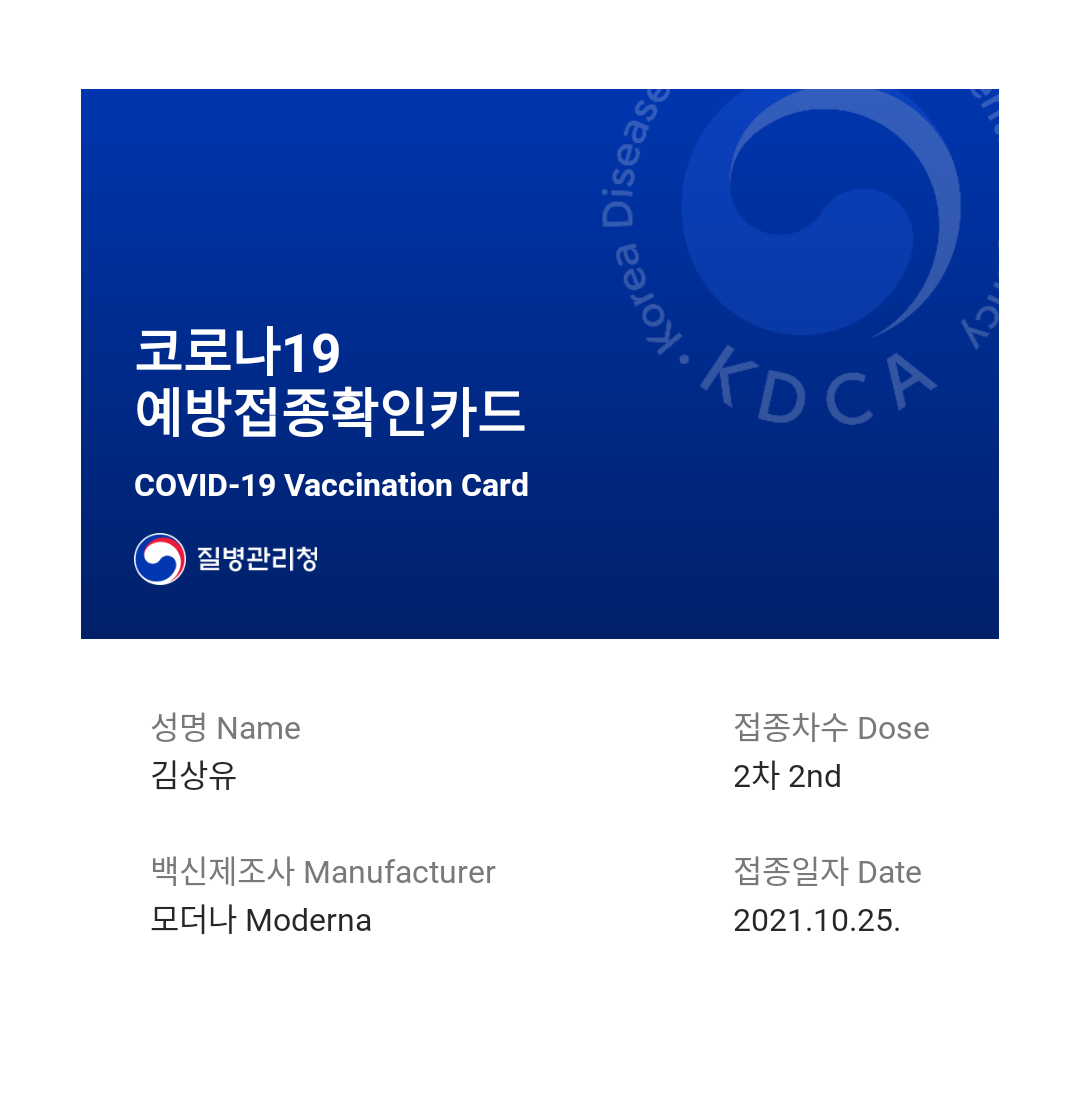 Korea Disease
KDCA
코로나19
예방접종확인카드
COVID-19 Vaccination Card
질병관리청
성명 Name
김상유
접종차수 Dose
2차 2nd
백신제조사 Manufacturer
모더나 Moderna
접종일자 Date
2021.10.25.